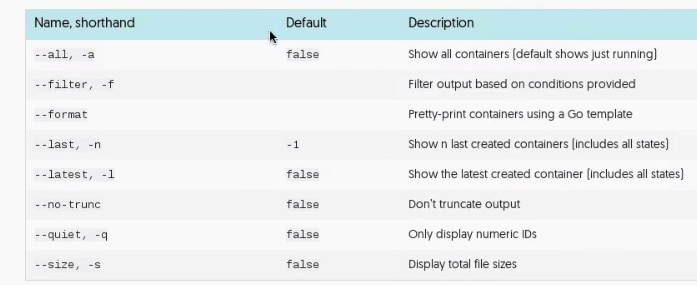 Name, shorthand Default Description
--all, -a false Show all containers (default shows just running)
--filter, -f Filter output based on conditions provided
--format Pretty-print containers using a Go template
--last, -n -1 Show n last created containers (includes all states)
--latest, -l false Show the latest created container (includes all states)
--no-trunc false Don't truncate output
--quiet, -q false Only display numeric IDs
--size, -s false Display total file sizes